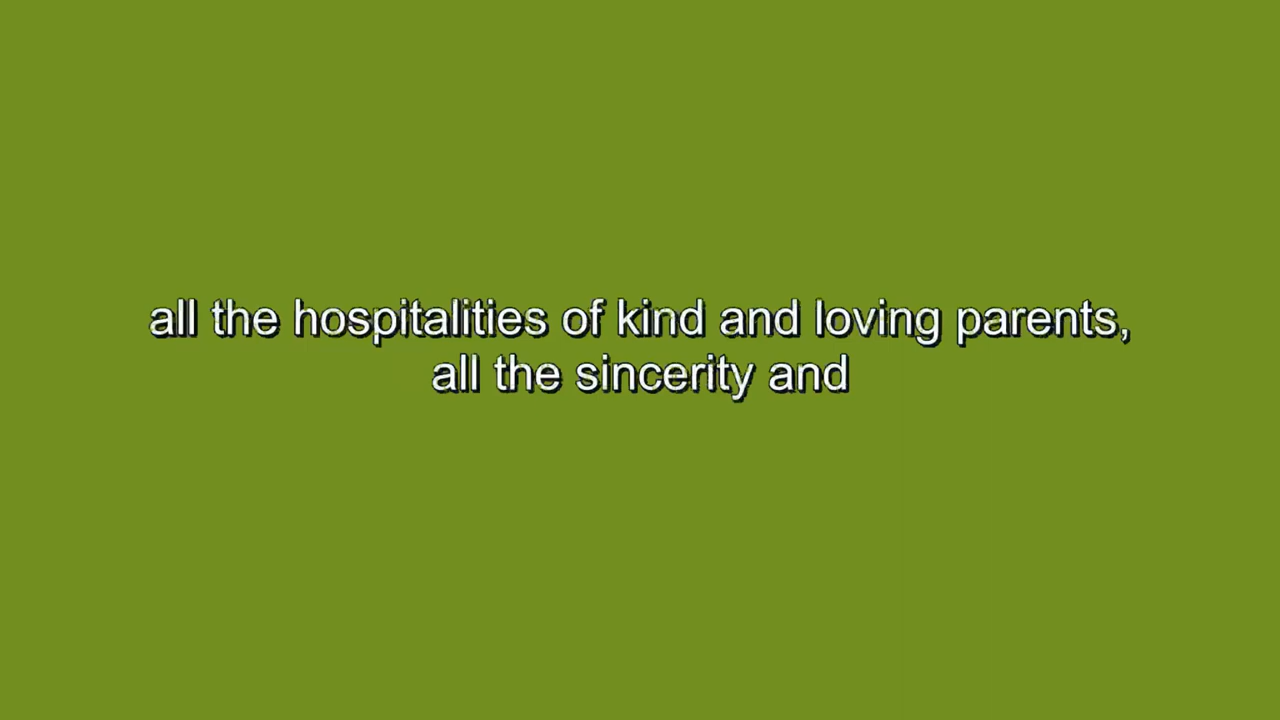 all the hospitalities of kind and loving parents,
all the sincerity and